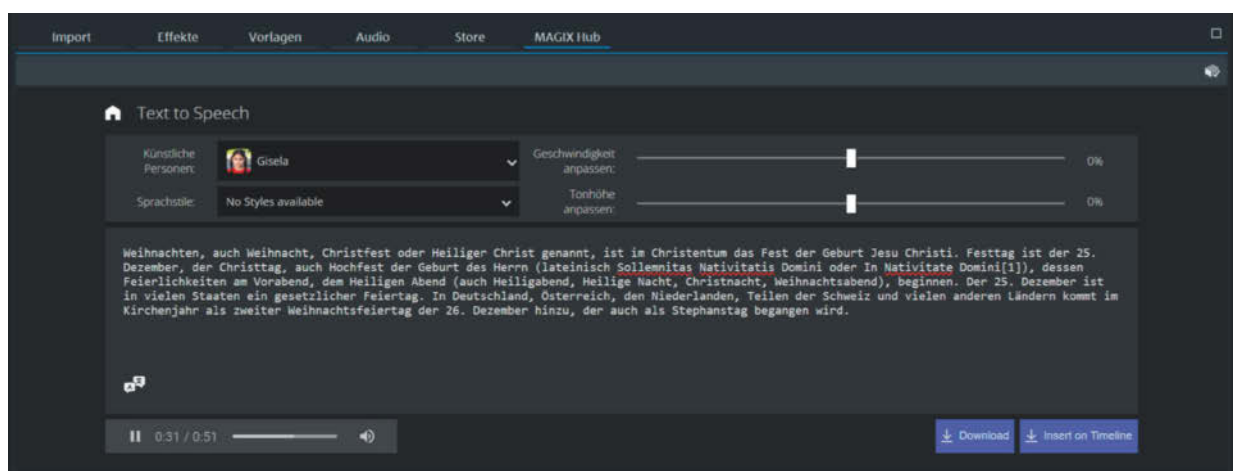 Import Effekte Vorlagen Audio Store MAGIX Hub
Text to Speech
Künstliche Personen: Gisela
Geschwindigkeit anpassen: 0%
Sprachstile: No Styles available
Tonhöhe anpassen: 0%
Weihnachten, auch Weihnacht, Christfest oder Heiliger Christ genannt, ist im Christentum das Fest der Geburt Jesu Christi. Festtag ist der 25.
Dezember, der Christtag, auch Hochfest der Geburt des Herrn (lateinisch Sollemnitas Nativitatis Domini oder In Nativitate Domini[1]), dessen
Feierlichkeiten am Vorabend, dem Heiligen Abend (auch Heiligabend, Heilige Nacht, Christnacht, Weihnachtsabend), beginnen. Der 25. Dezember ist
in vielen Staaten ein gesetzlicher Feiertag. In Deutschland, Österreich, den Niederlanden, Teilen der Schweiz und vielen anderen Ländern kommt im
Kirchenjahr als zweiter Weihnachtsfeiertag der 26. Dezember hinzu, der auch als Stephanstag begangen wird.
0:31 / 0:51
Download Insert on Timeline